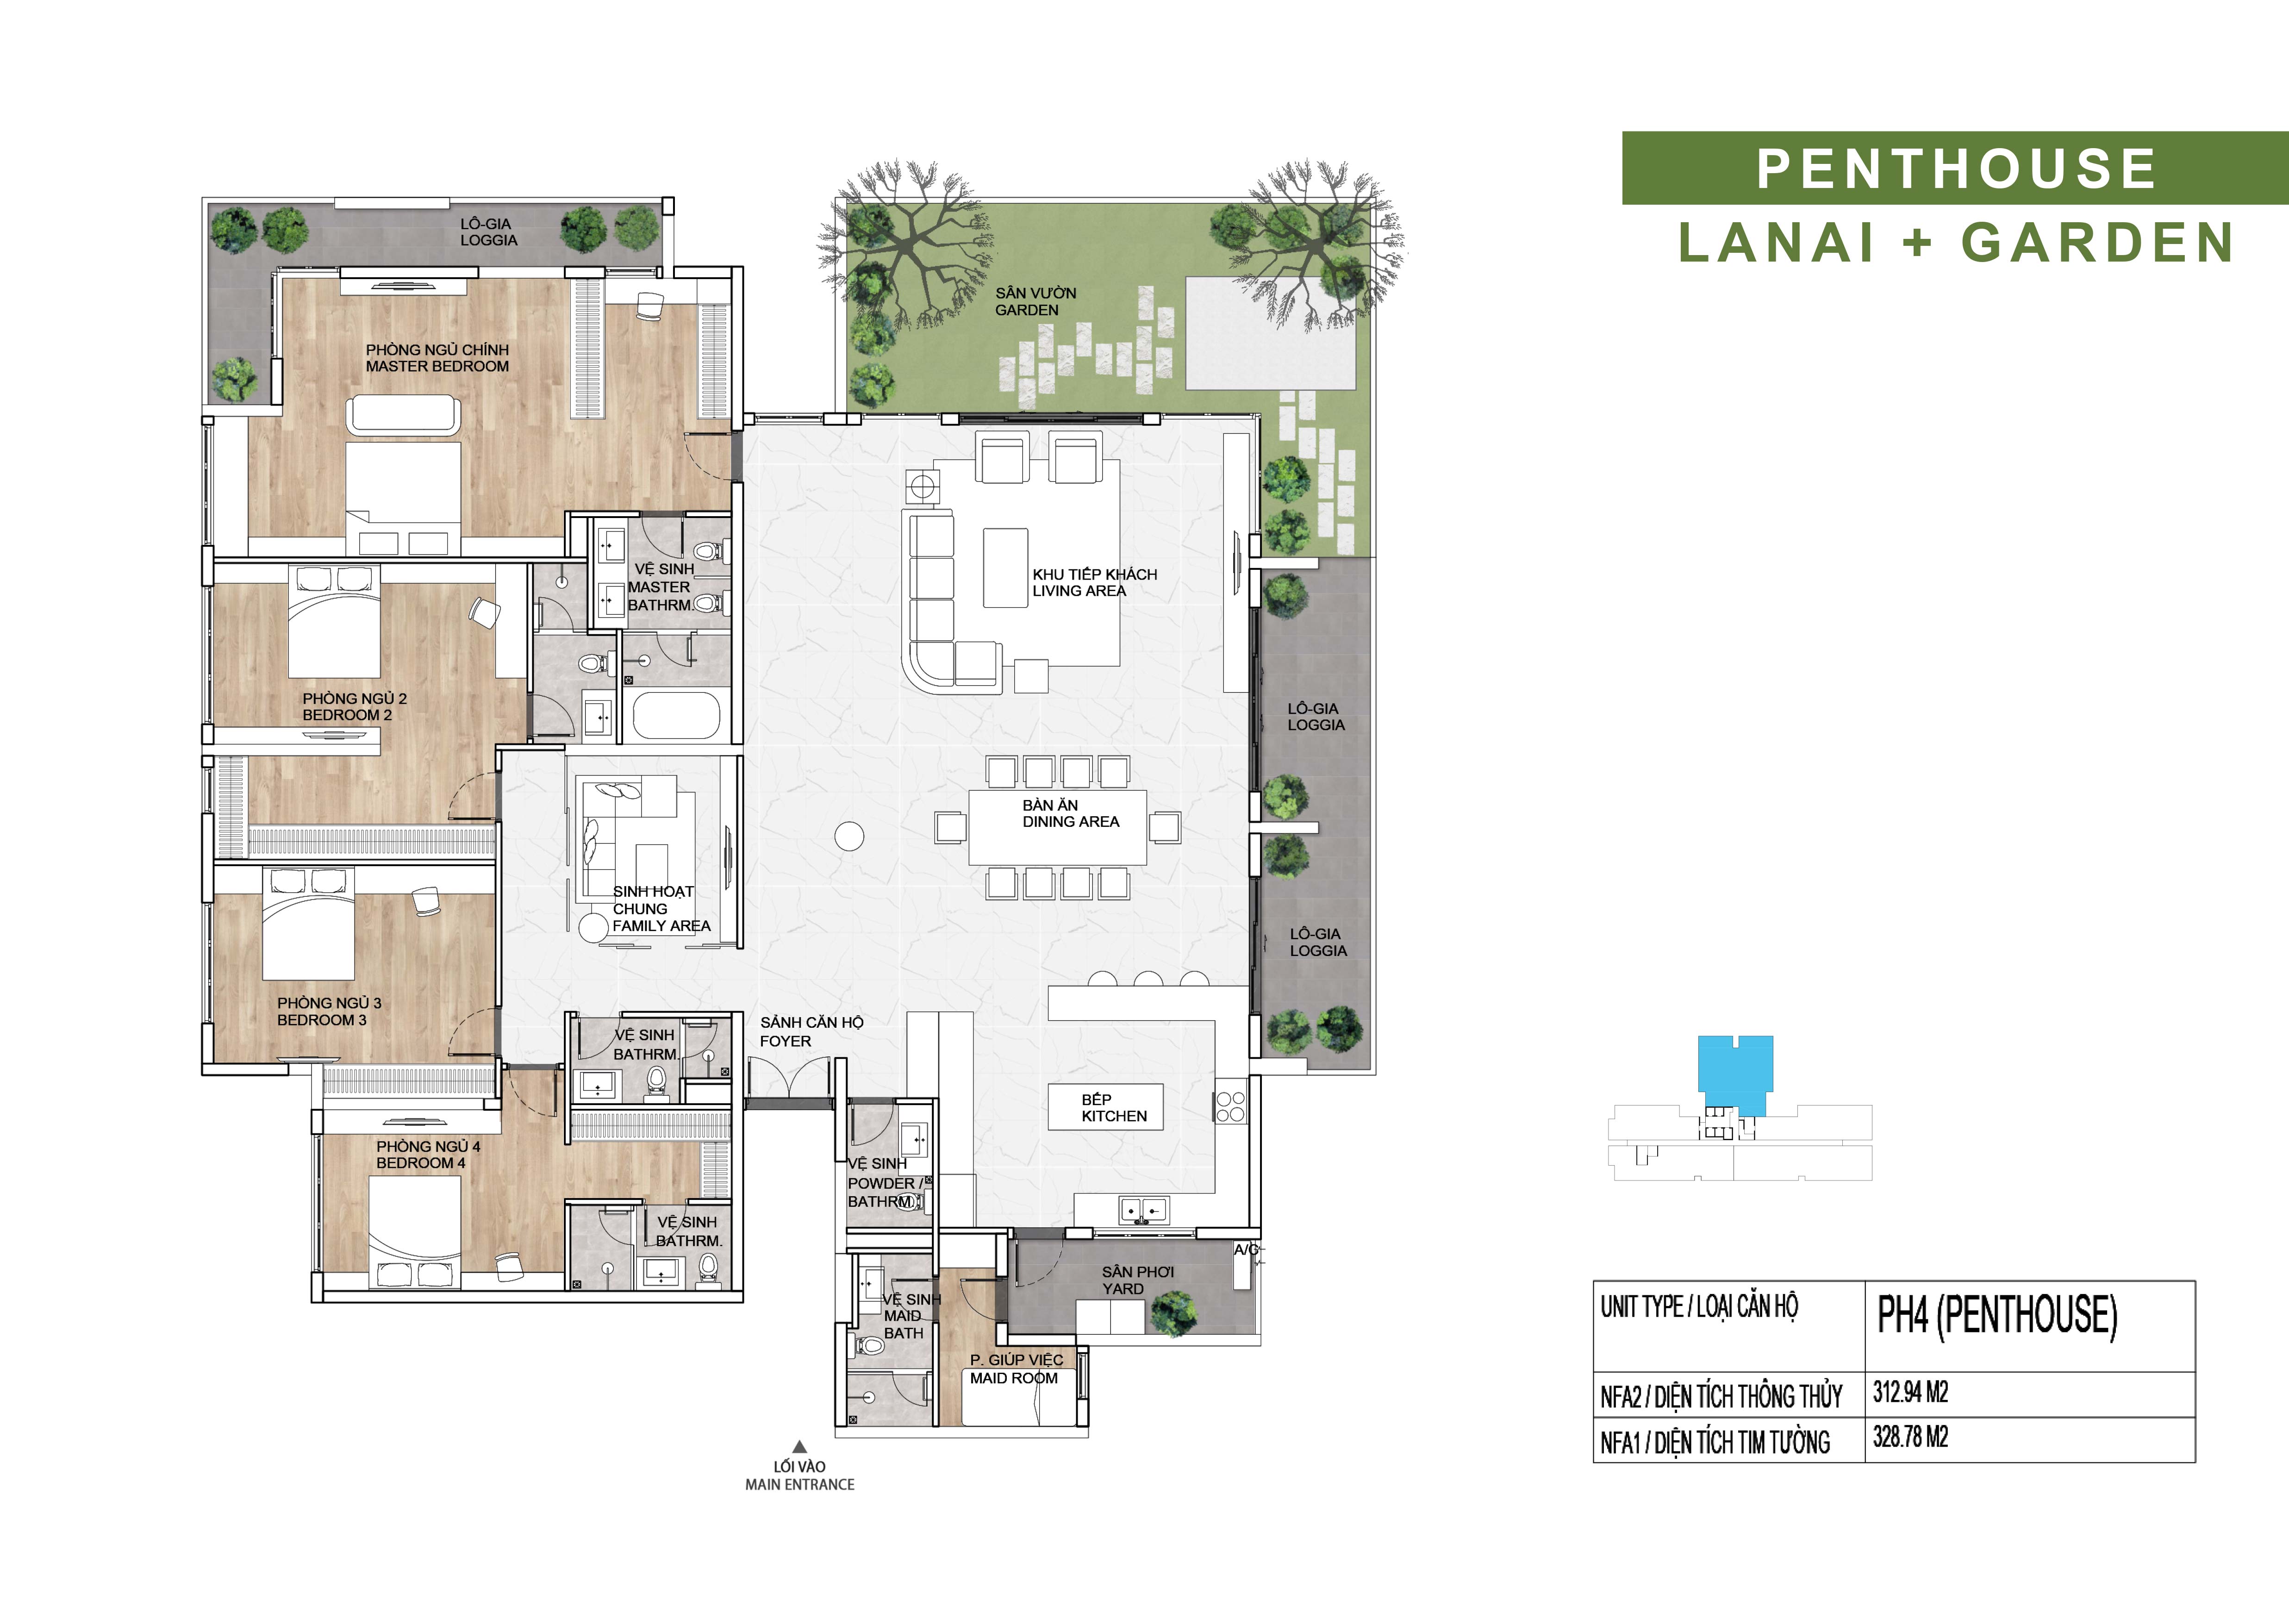 PENTHOUSE
LANAI + GARDEN
LÔ-GIA
LOGGIA
SÂN VƯỜN
GARDEN
PHÒNG NGỦ CHÍNH
MASTER BEDROOM
VỆ SINH
MASTER
BATHRM.
KHU TIẾP KHÁCH
LIVING AREA
PHÒNG NGỦ 2
BEDROOM 2
LÔ-GIA
LOGGIA
BÀN ĂN
DINING AREA
SINH HOẠT
CHUNG
FAMILY AREA
LÔ-GIA
LOGGIA
PHÒNG NGỦ 3
BEDROOM 3
VỆ SINH
BATHRM.
SẢNH CĂN HỘ
FOYER
BẾP
KITCHEN
PHÒNG NGỦ 4
BEDROOM 4
VỆ SINH
POWDER /
BATHRM.
VỆ SINH
BATHRM.
A/C
SÂN PHƠI
YARD
VỆ SINH
MAID
BATH
P. GIÚP VIỆC
MAID ROOM
LỐI VÀO
MAIN ENTRANCE
UNIT TYPE / LOẠI CĂN HỘ PH4 (PENTHOUSE)
NFA2 / DIỆN TÍCH THÔNG THỦY 312.94 M2
NFA1 / DIỆN TÍCH TIM TƯỜNG 328.78 M2